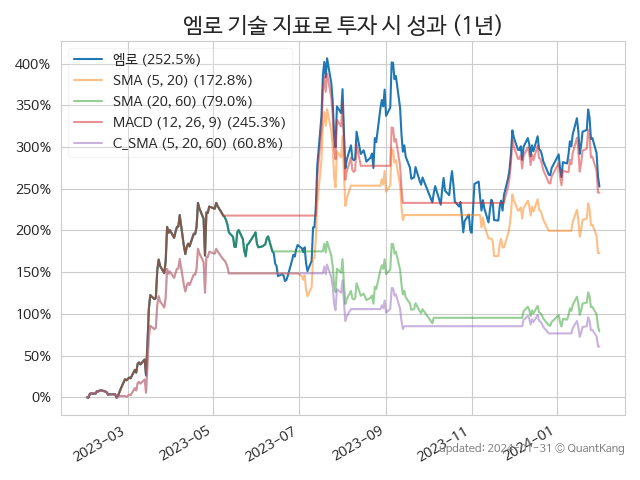 엠로 기술 지표로 투자 시 성과 (1년)
엠로 (252.5%)
SMA (5, 20) (172.8%)
SMA (20, 60) (79.0%)
MACD (12, 26, 9) (245.3%)
C_SMA (5, 20, 60) (60.8%)
400%
350%
300%
250%
200%
150%
100%
50%
0%
2023-03
2023-05
2023-07
2023-09
2023-11
2024-01
updated: 2024-01-31 © QuantKang